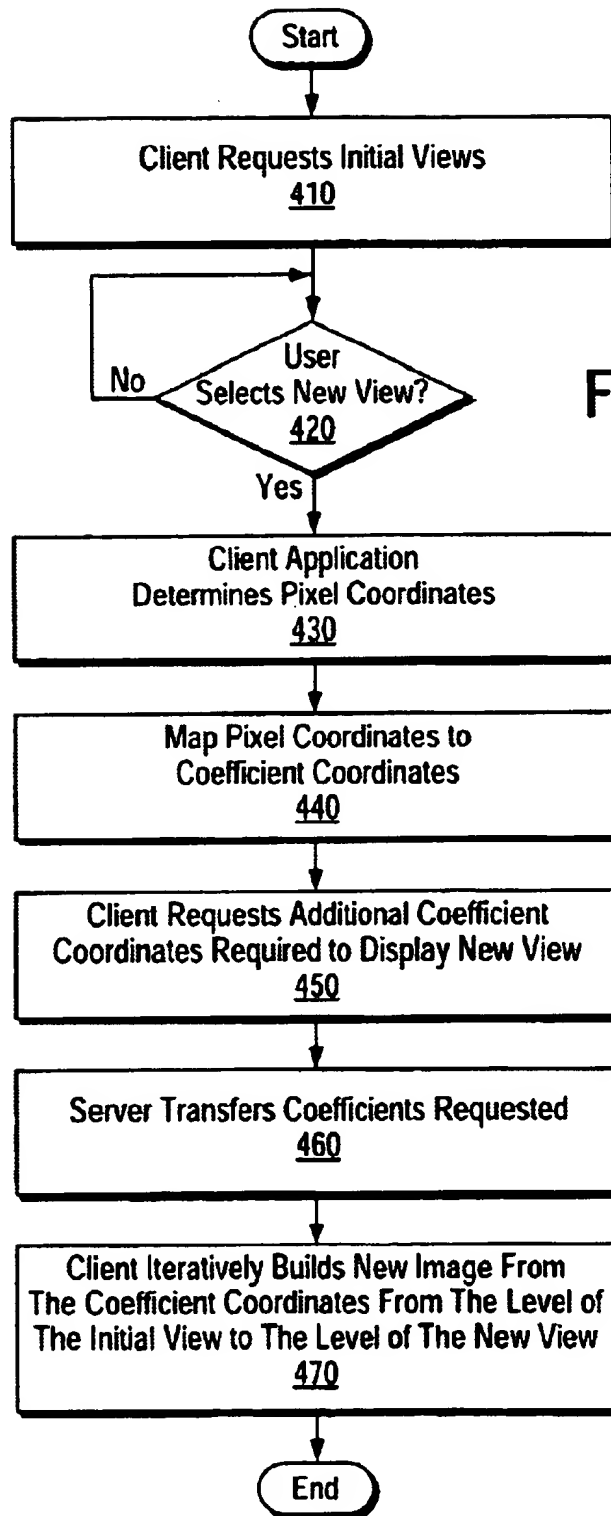 Start
Client Requests Initial Views
410
User
Selects New View?
420
No
F
Yes
Client Application
Determines Pixel Coordinates
430
Map Pixel Coordinates to
Coefficient Coordinates
440
Client Requests Additional Coefficient
Coordinates Required to Display New View
450
Server Transfers Coefficients Requested
460
Client Iteratively Builds New Image From
The Coefficient Coordinates From The Level of
The Initial View to The Level of The New View
470
End